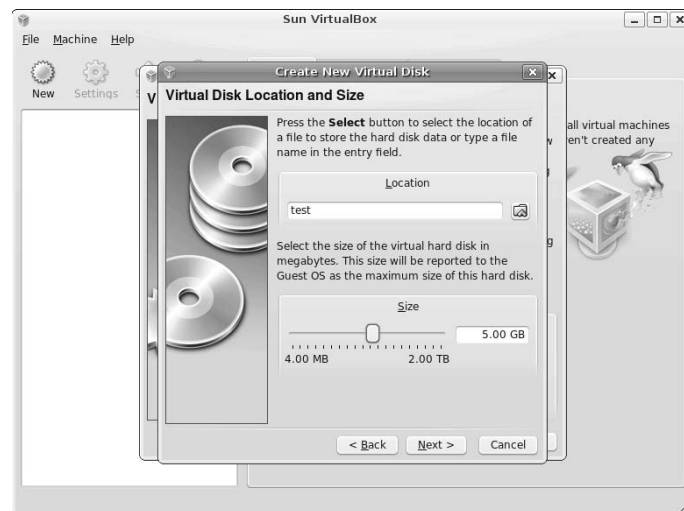 Sun VirtualBox
File Machine Help
New Settings
Create New Virtual Disk
Virtual Disk Location and Size
Press the Select button to select the location of
a file to store the hard disk data or type a file
name in the entry field.
Location
test
Select the size of the virtual hard disk in
megabytes. This size will be reported to the
Guest OS as the maximum size of this hard disk.
Size
5.00 GB
4.00 MB 2.00 TB
< Back Next > Cancel
all virtual machines
any
created